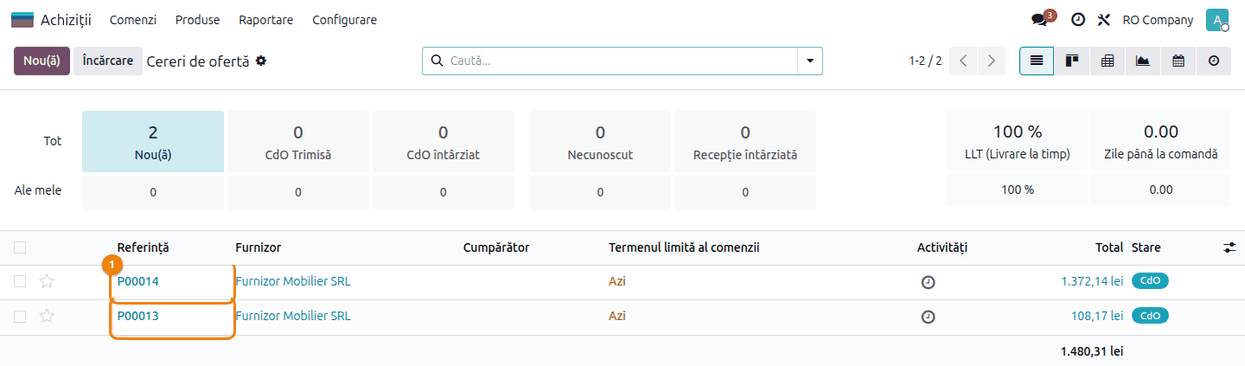 Achiziții Comenzi Produse Raportare Configurare 3 RO Company A
Nou(ă) Încărcare Cereri de ofertă Caută... 1-2 / 2
Tot 2 0 0 0 0 100 % 0.00
Nou(ă) CdO Trimisă CdO întârziat Necunoscut Recepție întârziată LLT (Livrare la timp) Zile până la comandă
Ale mele 0 0 0 0 0 100 % 0.00
Referință Furnizor Cumpărător Termenul limită al comenzii Activități Total Stare
1
P00014 Furnizor Mobilier SRL Azi 1.372,14 lei CdO
P00013 Furnizor Mobilier SRL Azi 108,17 lei CdO
1.480,31 lei